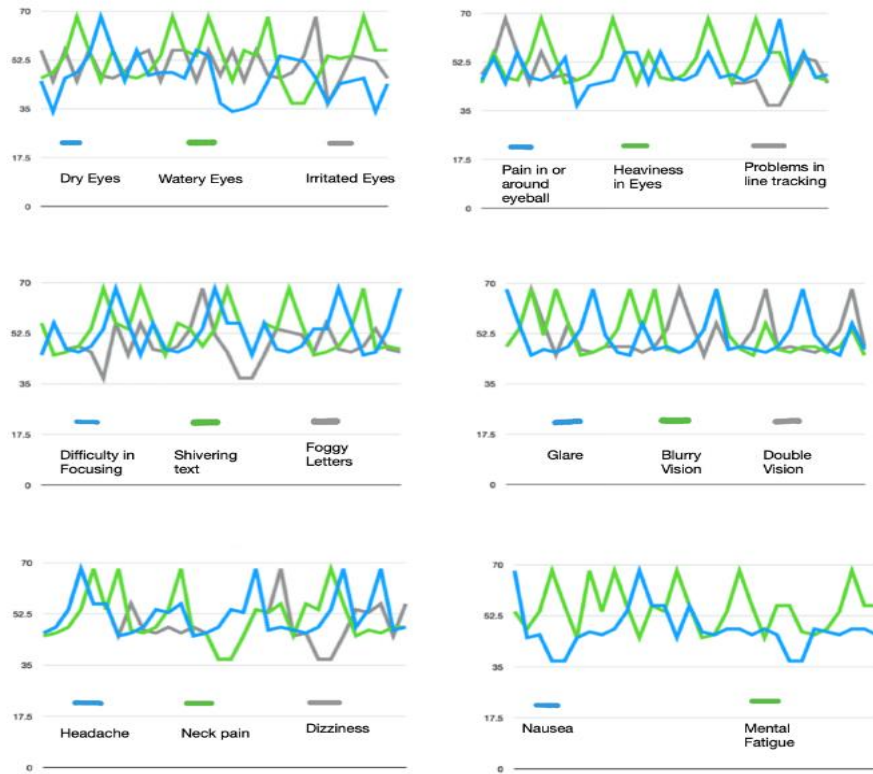 70
52.5
35
17.5
0
Dry Eyes
Watery Eyes
Irritated Eyes
70
52.5
35
17.5
0
Pain in or
around
eyeball
Heaviness
in Eyes
Problems in
line tracking
70
52.5
35
17.5
0
Difficulty in
Focusing
Shivering
text
Foggy
Letters
70
52.5
35
17.5
0
Glare
Blurry
Vision
Double
Vision
70
52.5
35
17.5
0
Headache
Neck pain
Dizziness
70
52.5
35
17.5
0
Nausea
Mental
Fatigue